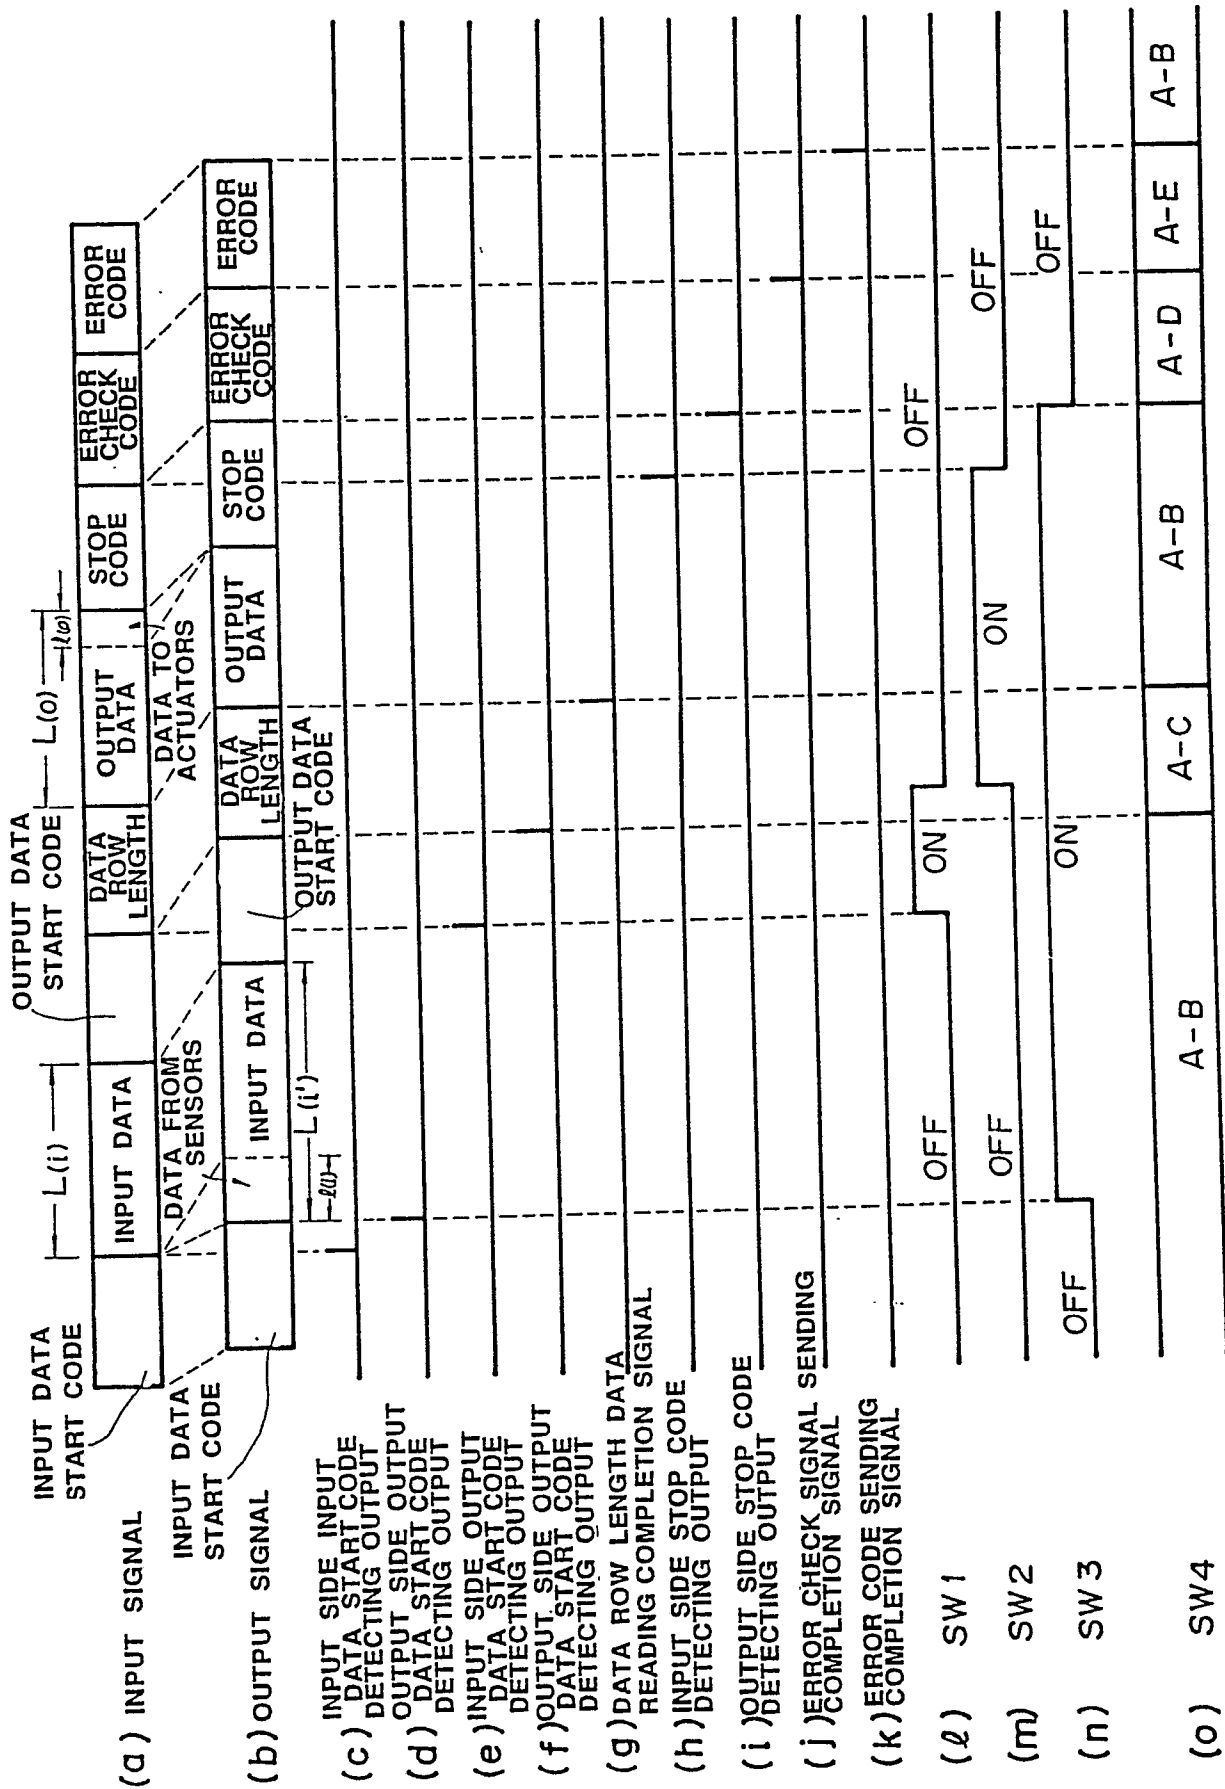 INPUT DATA
START CODE
L(i)
OUTPUT DATA
START CODE
L(o)
ℓ(o)
(a) INPUT SIGNAL
INPUT DATA
DATA
ROW
LENGTH
OUTPUT
DATA
STOP
CODE
ERROR
CHECK
CODE
ERROR
CODE
INPUT DATA
START CODE
DATA FROM
SENSORS
DATA TO
ACTUATORS
(b) OUTPUT SIGNAL
INPUT DATA
DATA
ROW
LENGTH
OUTPUT
DATA
STOP
CODE
ERROR
CHECK
CODE
ERROR
CODE
ℓ(i)
L(i')
OUTPUT DATA
START CODE
(c) INPUT SIDE INPUT
DATA START CODE
DETECTING OUTPUT
(d) OUTPUT SIDE OUTPUT
DATA START CODE
DETECTING OUTPUT
(e) INPUT SIDE OUTPUT
DATA START CODE
DETECTING OUTPUT
(f) OUTPUT SIDE OUTPUT
DATA START CODE
DETECTING OUTPUT
(g) DATA ROW LENGTH DATA
READING COMPLETION SIGNAL
(h) INPUT SIDE STOP CODE
DETECTING OUTPUT
(i) OUTPUT SIDE STOP CODE
DETECTING OUTPUT
(j) ERROR CHECK SIGNAL SENDING
COMPLETION SIGNAL
(k) ERROR CODE SENDING
COMPLETION SIGNAL
(ℓ) SW1 OFF ON OFF
(m) SW2 OFF ON OFF
(n) SW3 OFF ON OFF
(o) SW4 A-B A-C A-B A-D A-E A-B